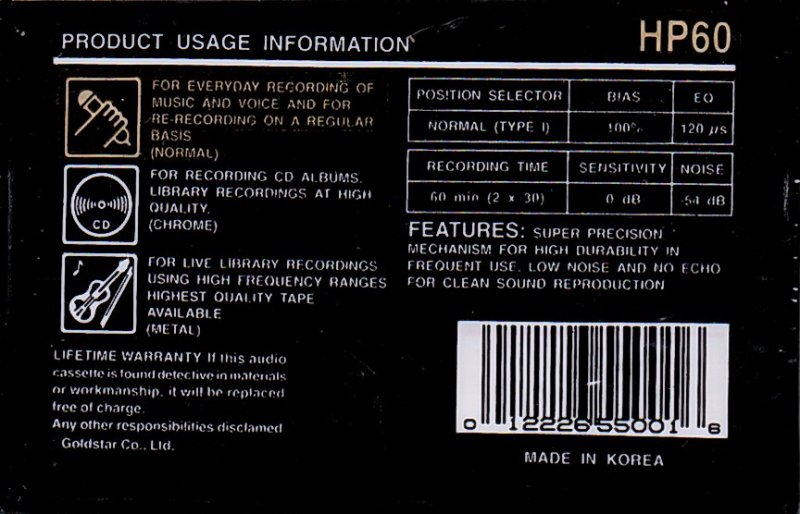 PRODUCT USAGE INFORMATION
HP60
FOR EVERYDAY RECORDING OF
MUSIC AND VOICE AND FOR
RE-RECORDING ON A REGULAR
BASIS
(NORMAL)
CD
FOR RECORDING CD ALBUMS.
LIBRARY RECORDINGS AT HIGH
QUALITY.
(CHROME)
FOR LIVE LIBRARY RECORDINGS
USING HIGH FREQUENCY RANGES
HIGHEST QUALITY TAPE
AVAILABLE
(METAL)
LIFETIME WARRANTY If this audio
cassette is found detective in materials
or workmanship, it will be replaced
free of charge.
Any other responsibilities disclamed
Goldstar Co., Ltd.
POSITION SELECTOR BIAS EQ
NORMAL (TYPE I) 100% 120 µs
RECORDING TIME SENSITIVITY NOISE
60 min (2 x 30) 0 dB -54 dB
FEATURES: SUPER PRECISION
MECHANISM FOR HIGH DURABILITY IN
FREQUENT USE. LOW NOISE AND NO ECHO
FOR CLEAN SOUND REPRODUCTION
0 12226 55001 8
MADE IN KOREA